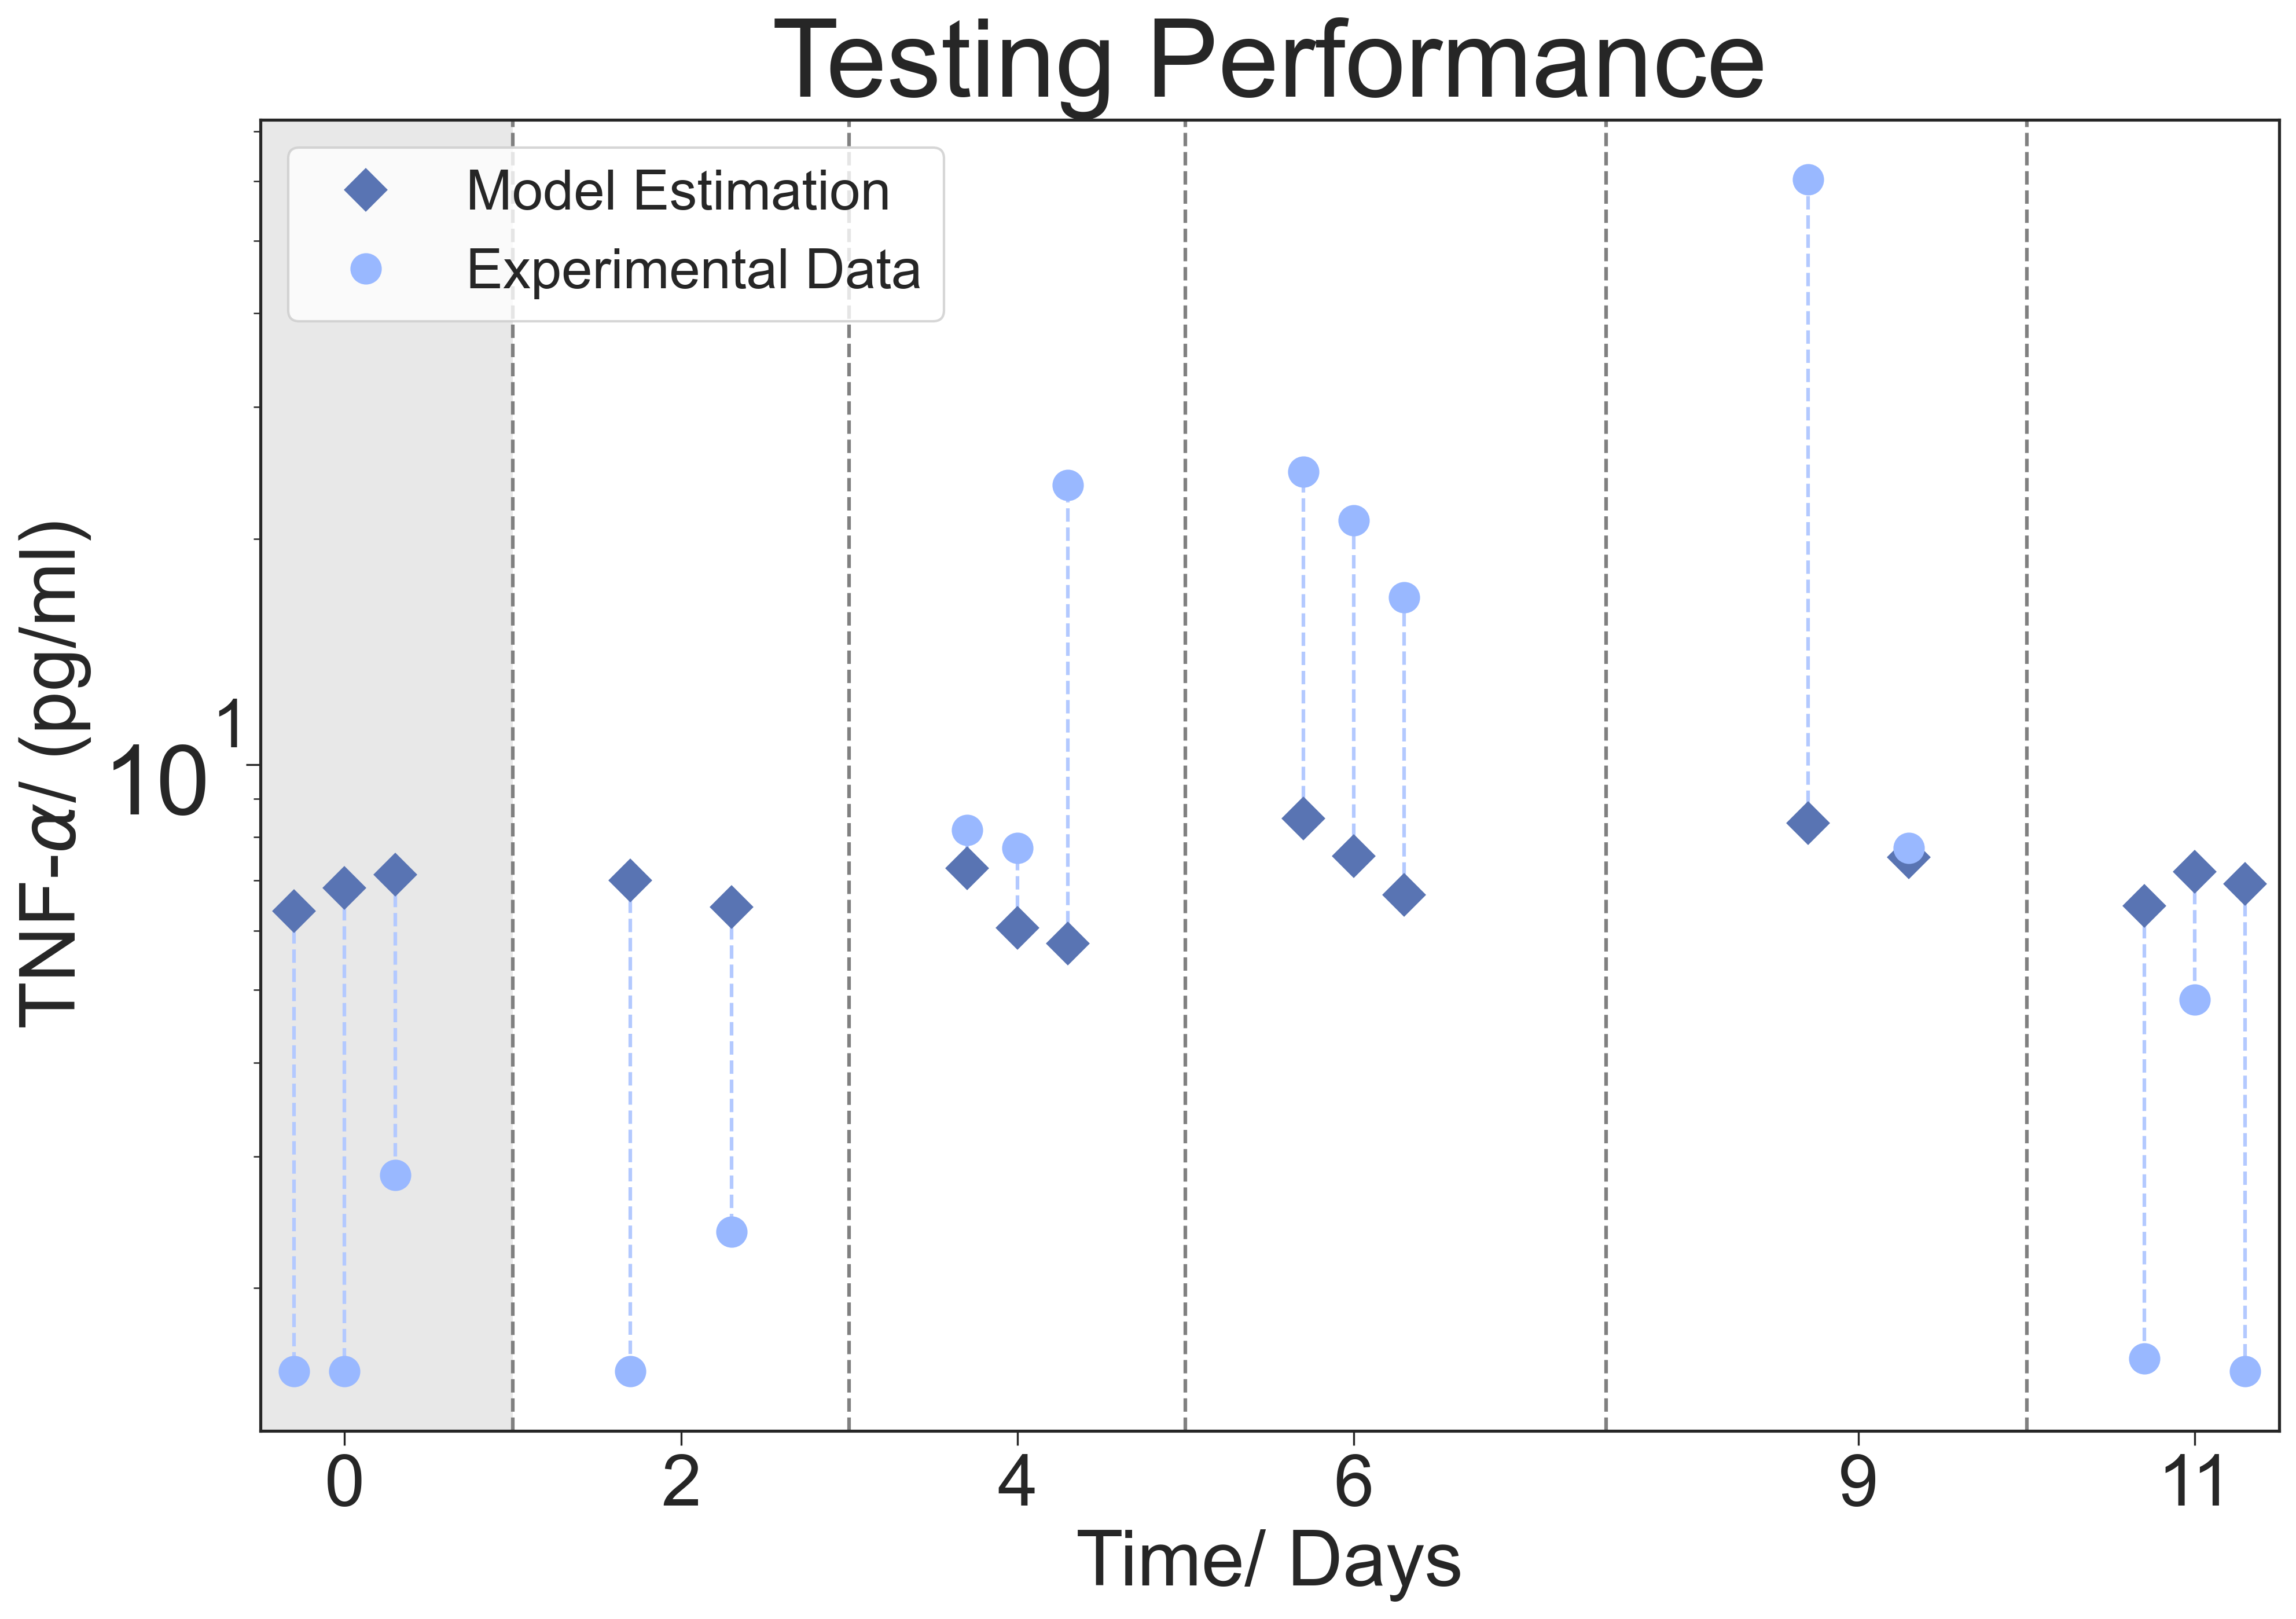 Testing Performance
Model Estimation
Experimental Data
TNF-α/ (pg/ml)
10¹
0 2 4 6 9 11
Time/ Days